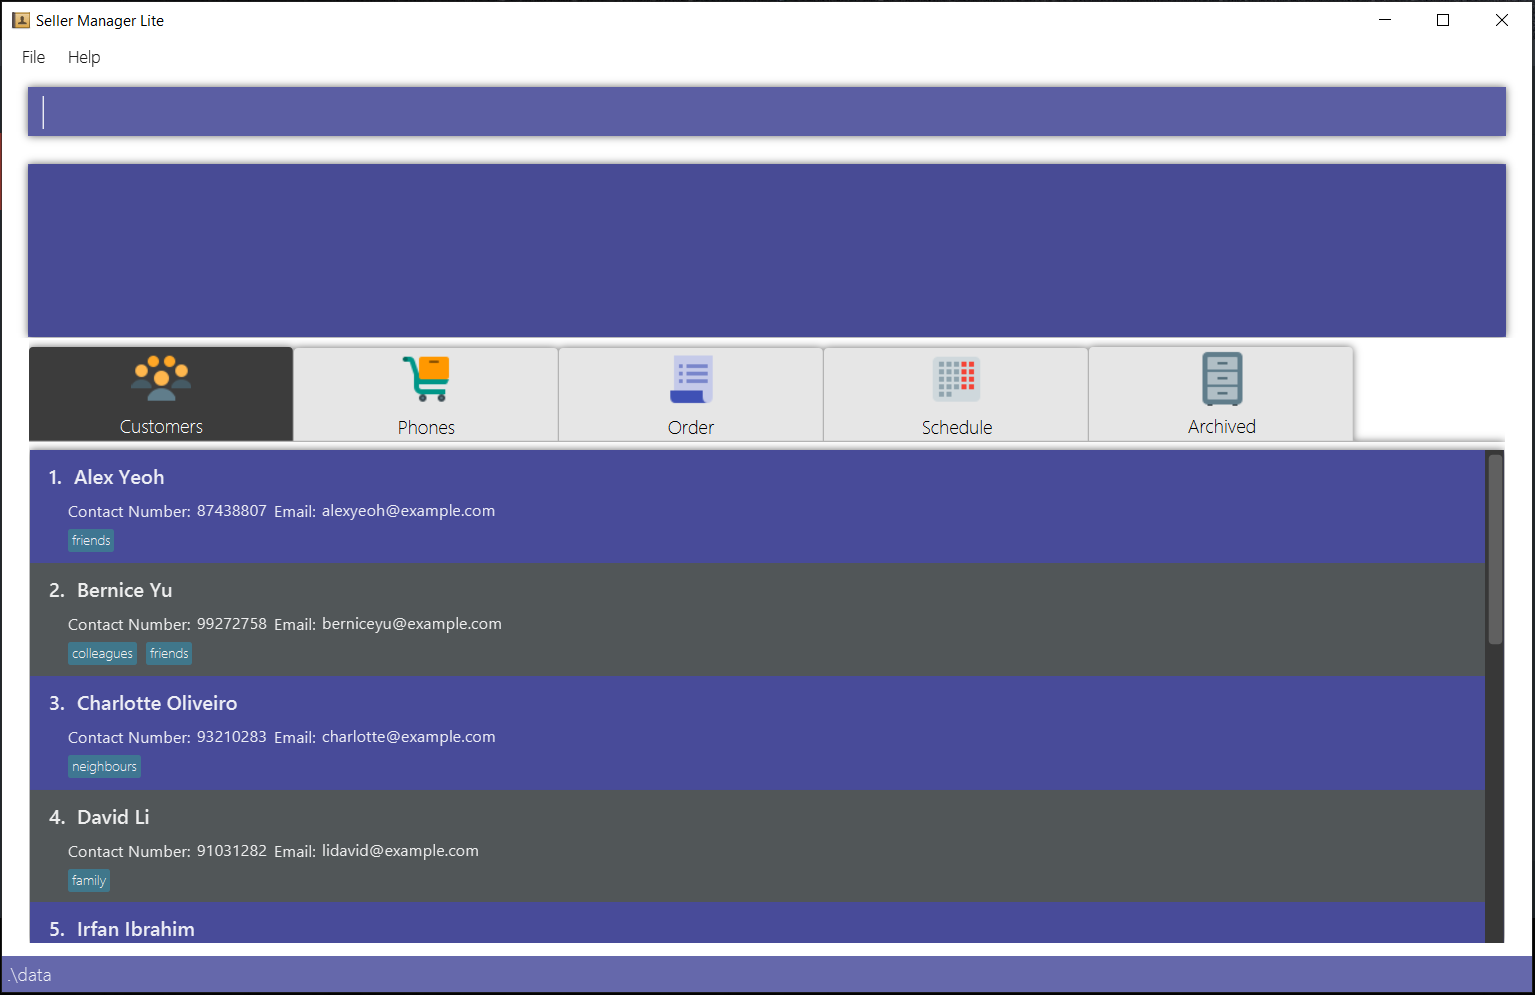 Seller Manager Lite
File Help
Customers Phones Order Schedule Archived
1. Alex Yeoh
Contact Number: 87438807 Email: alexyeoh@example.com
friends
2. Bernice Yu
Contact Number: 99272758 Email: berniceyu@example.com
colleagues friends
3. Charlotte Oliveiro
Contact Number: 93210283 Email: charlotte@example.com
neighbours
4. David Li
Contact Number: 91031282 Email: lidavid@example.com
family
5. Irfan Ibrahim
.\data